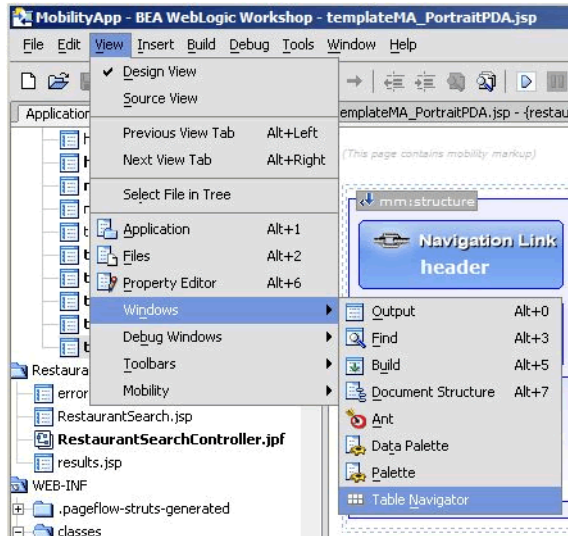 MobilityApp - BEA WebLogic Workshop - templateMA_PortraitPDA.jsp
File Edit View Insert Build Debug Tools Window Help
Design View
Source View
Previous View Tab Alt+Left
Next View Tab Alt+Right
Select File in Tree
Application Alt+1
Files Alt+2
Property Editor Alt+6
Windows
Debug Windows
Toolbars
Mobility
Output Alt+0
Find Alt+3
Build Alt+5
Document Structure Alt+7
Ant
Data Palette
Palette
Table Navigator
Application
emplateMA_PortraitPDA.jsp - {restau
(This page contains mobility markup)
mm:structure
Navigation Link
header
Restaura
error
RestaurantSearch.jsp
RestaurantSearchController.jpf
results.jsp
WEB-INF
.pageflow-struts-generated
classes